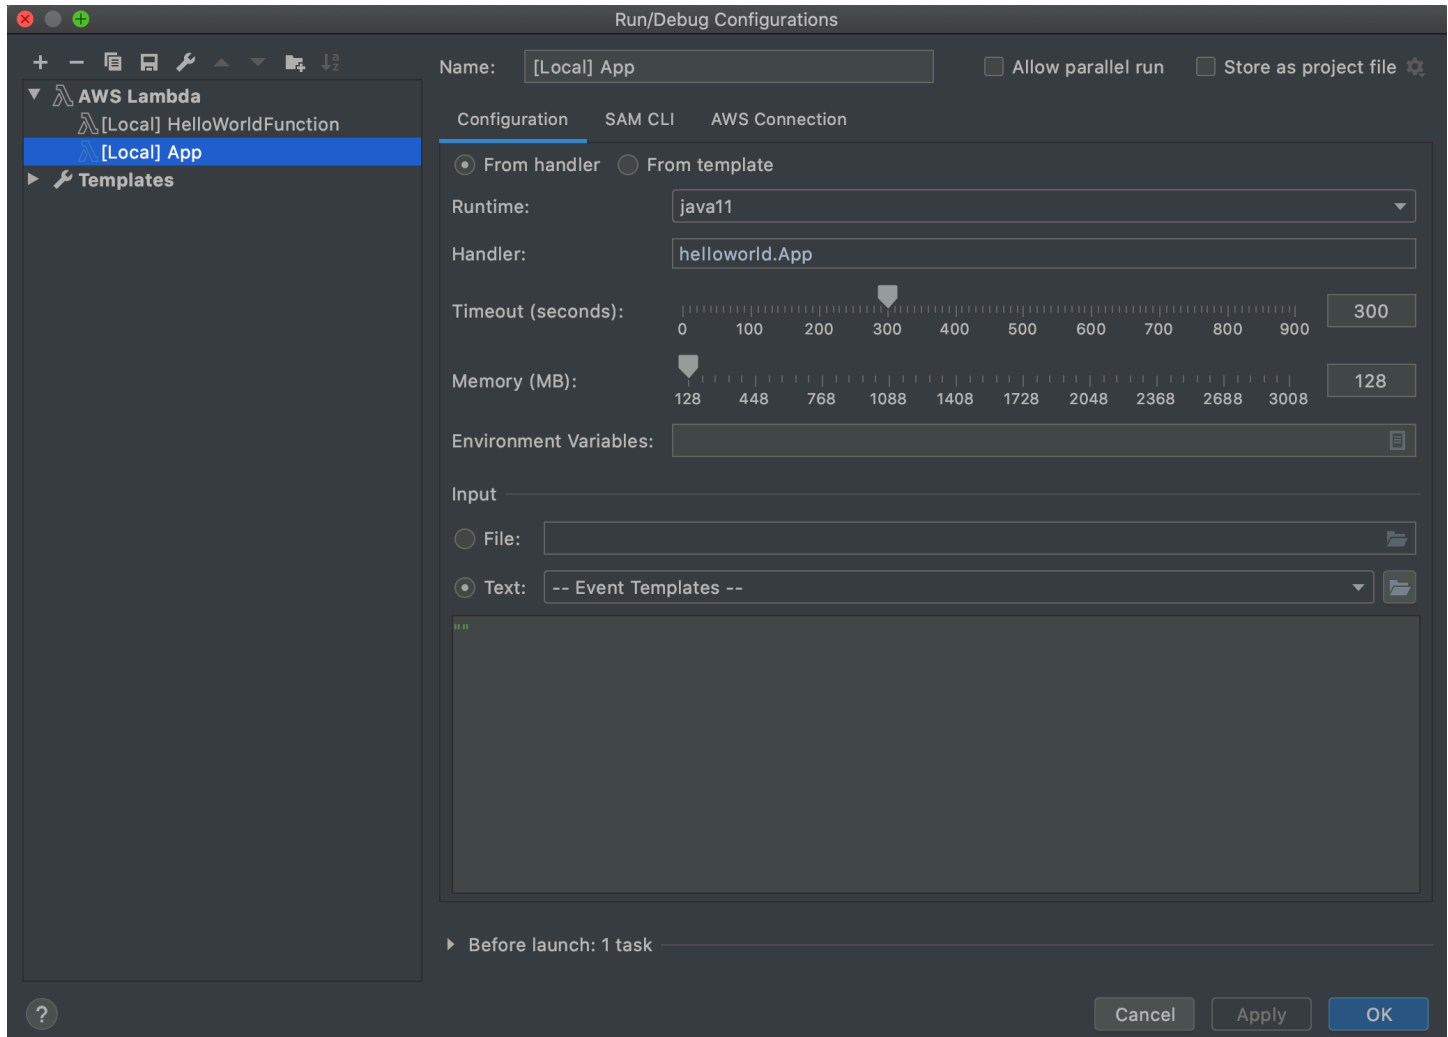 Run/Debug Configurations
Name: [Local] App Allow parallel run Store as project file
AWS Lambda
[Local] HelloWorldFunction
[Local] App
Templates
Configuration SAM CLI AWS Connection
From handler From template
Runtime: java11
Handler: helloworld.App
Timeout (seconds): 300
0 100 200 300 400 500 600 700 800 900
Memory (MB): 128
128 448 768 1088 1408 1728 2048 2368 2688 3008
Environment Variables:
Input
File:
Text: -- Event Templates --
""
Before launch: 1 task
? Cancel Apply OK